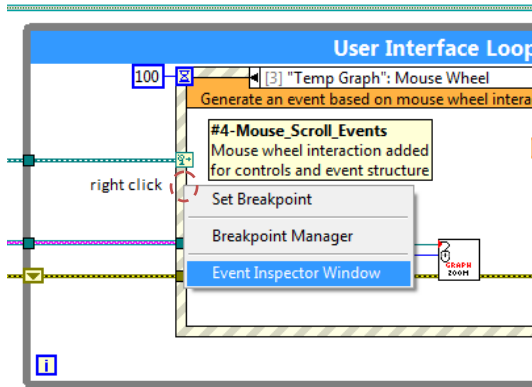 User Interface Loop
100
[3] "Temp Graph": Mouse Wheel
Generate an event based on mouse wheel intera
#4-Mouse_Scroll_Events
Mouse wheel interaction added
for controls and event structure
right click
Set Breakpoint
Breakpoint Manager
Event Inspector Window
GRAPH
ZOOM
i